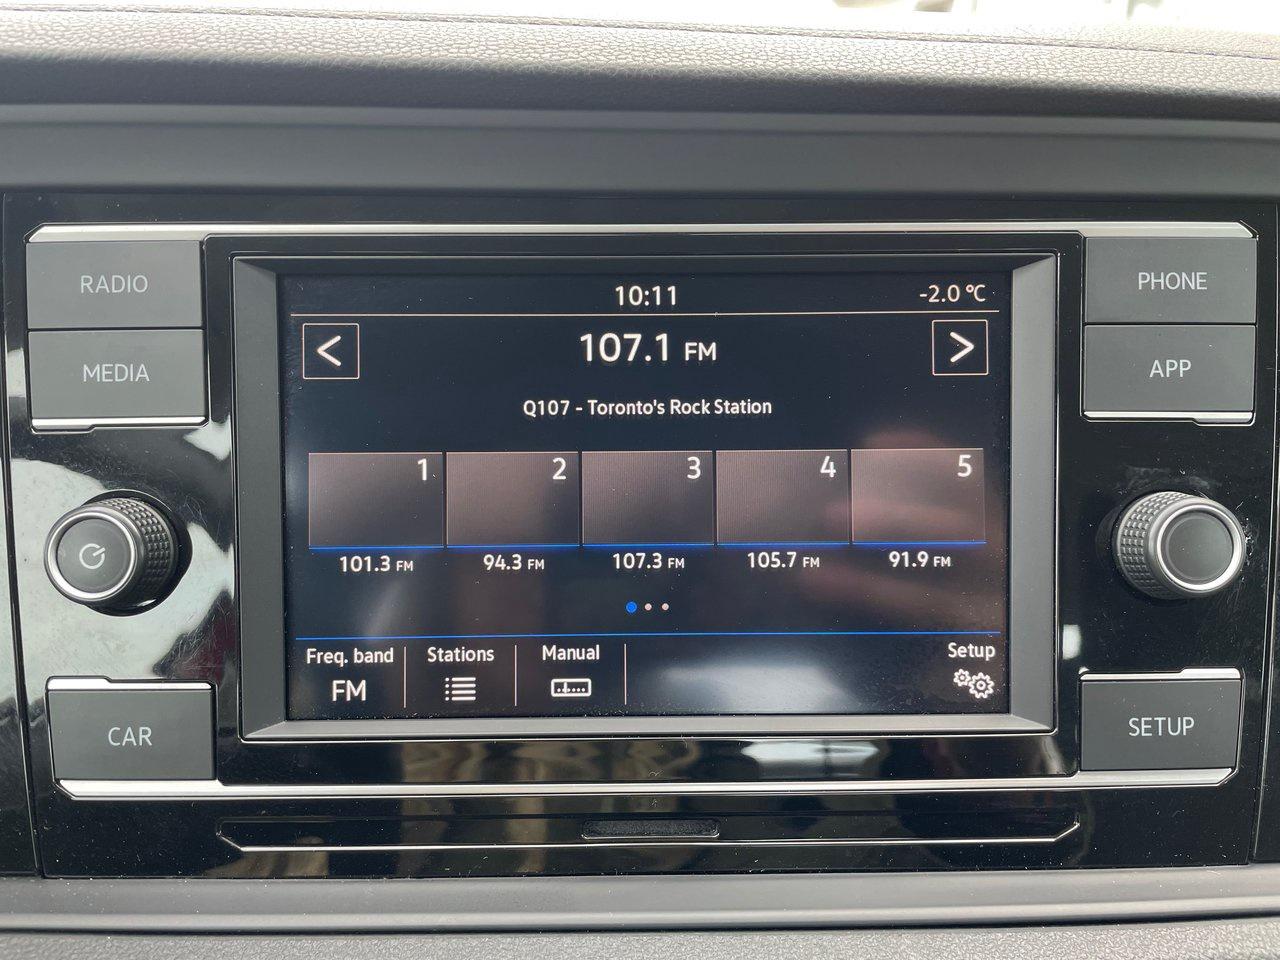 RADIO
MEDIA
CAR
10:11
-2.0 °C
<
107.1 FM
>
Q107 - Toronto's Rock Station
1
2
3
4
5
101.3 FM
94.3 FM
107.3 FM
105.7 FM
91.9 FM
Freq. band
FM
Stations
Manual
Setup
PHONE
APP
SETUP